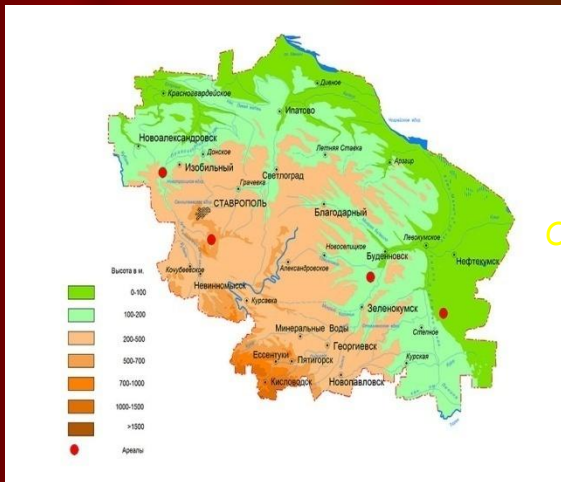 Дивное
Красногвардейское
Ипатово
Новоалександровск
Донское
Летняя Ставка
Изобильный
Светлоград
Арзгир
Грачевка
СТАВРОПОЛЬ
Благодарный
Левокумское
Новоселицкое
Буденновск
Кочубеевское
Александровское
Нефтекумск
Невинномысск
Курсавка
Зеленокумск
Минеральные Воды
Степное
Георгиевск
Ессентуки
Пятигорск
Курская
Кисловодск
Новопавловск
Высота в м.
0-100
100-200
200-500
500-700
700-1000
1000-1500
>1500
Ареалы